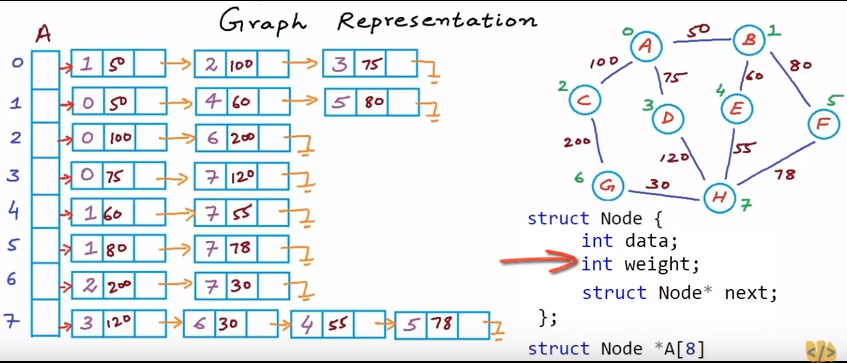 Graph Representation
A
0 1 50 2 100 3 75
1 0 50 4 60 5 80
2 0 100 6 200
3 0 75 7 120
4 1 60 7 55
5 1 80 7 78
6 2 200 7 30
7 3 120 6 30 4 55 5 78
0 A 50 B 1
100 75 60 80
2 C 3 D 4 E 5 F
200 120 55 78
6 G 30 H 7
struct Node {
int data;
int weight;
struct Node* next;
};
struct Node *A[8]
</>